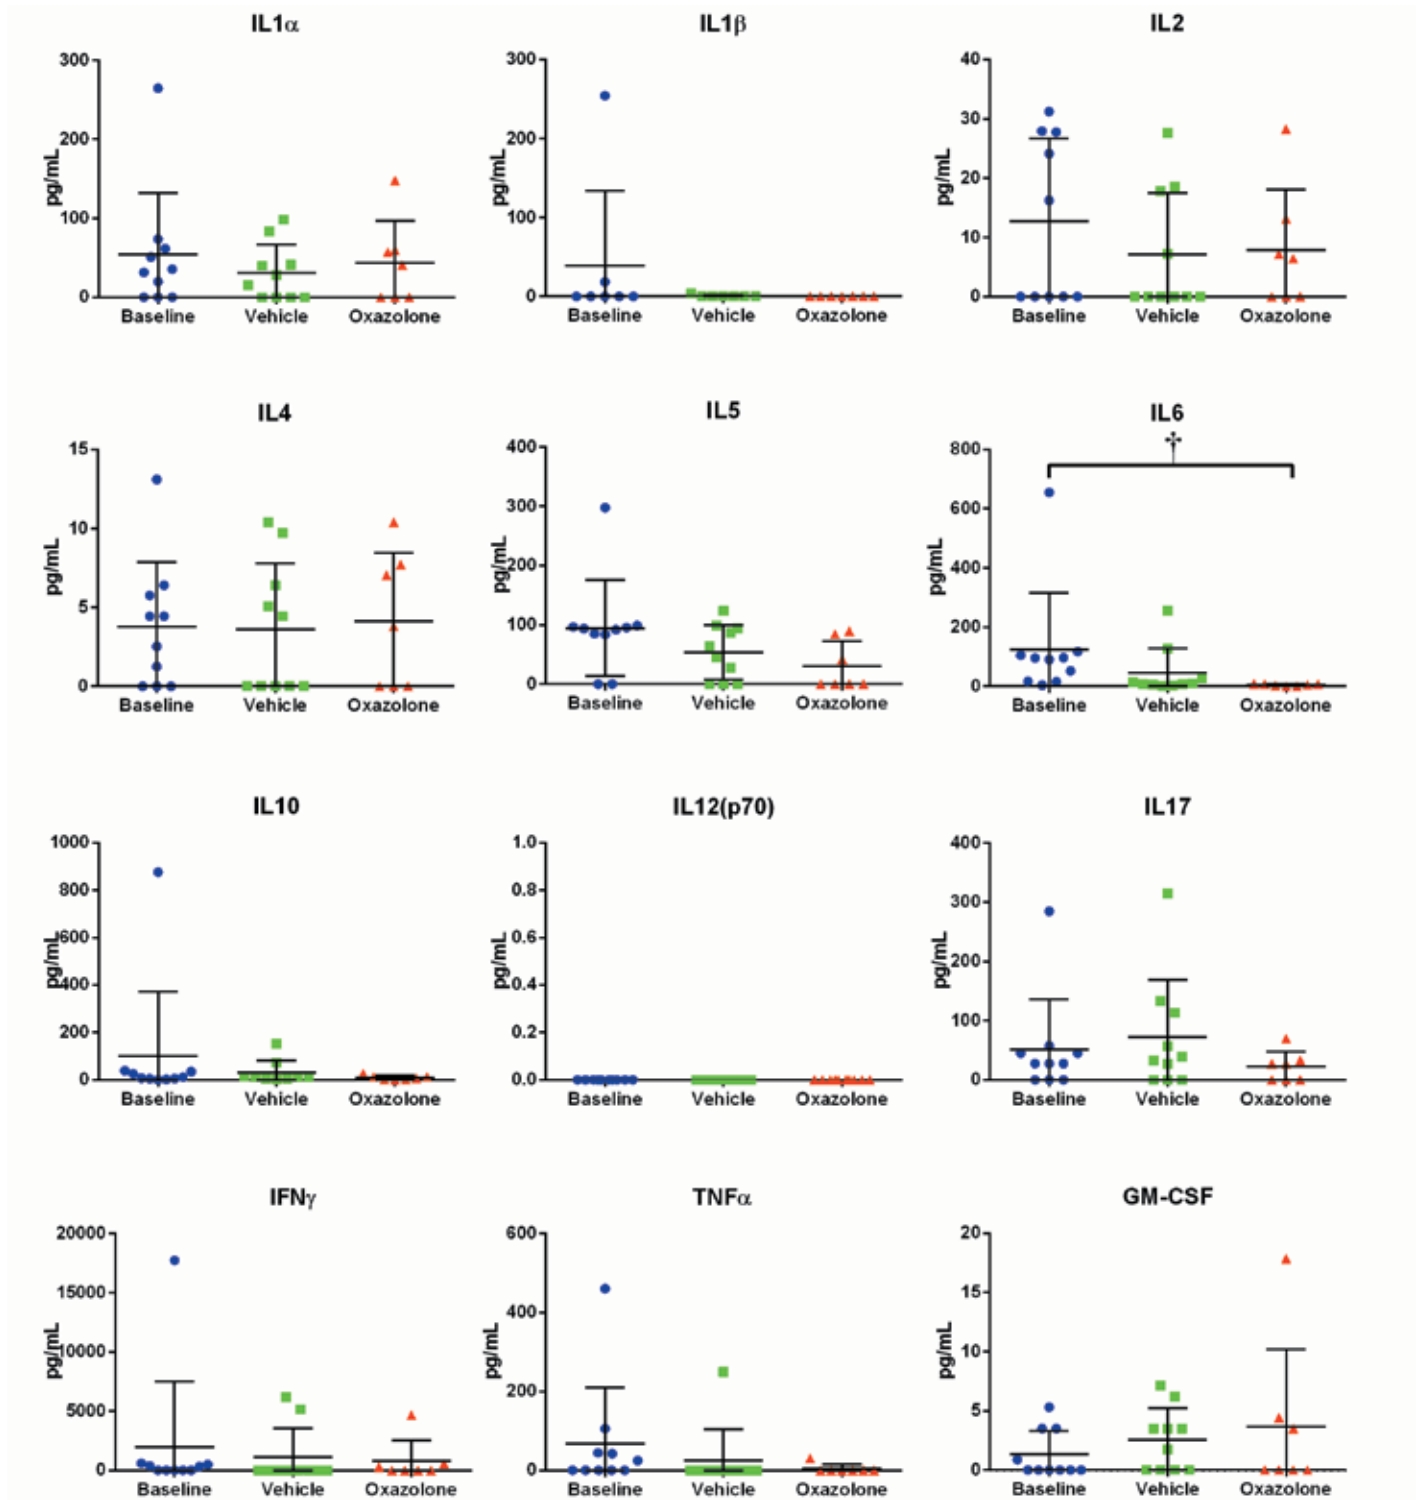 IL1α IL1β IL2
300 300 40
200 200 30
100 100 20
0 0 10
0
pg/mL pg/mL pg/mL
Baseline Vehicle Oxazolone Baseline Vehicle Oxazolone Baseline Vehicle Oxazolone
IL4 IL5 IL6
†
15 400 800
10 300 600
5 200 400
0 100 200
0 0
pg/mL pg/mL pg/mL
Baseline Vehicle Oxazolone Baseline Vehicle Oxazolone Baseline Vehicle Oxazolone
IL10 IL12(p70) IL17
1000 1.0 400
800 0.8 300
600 0.6 200
400 0.4 100
200 0.2 0
0 0.0
pg/mL pg/mL pg/mL
Baseline Vehicle Oxazolone Baseline Vehicle Oxazolone Baseline Vehicle Oxazolone
IFNγ TNFα GM-CSF
20000 600 20
15000 400 15
10000 200 10
5000 0 5
0 0
pg/mL pg/mL pg/mL
Baseline Vehicle Oxazolone Baseline Vehicle Oxazolone Baseline Vehicle Oxazolone